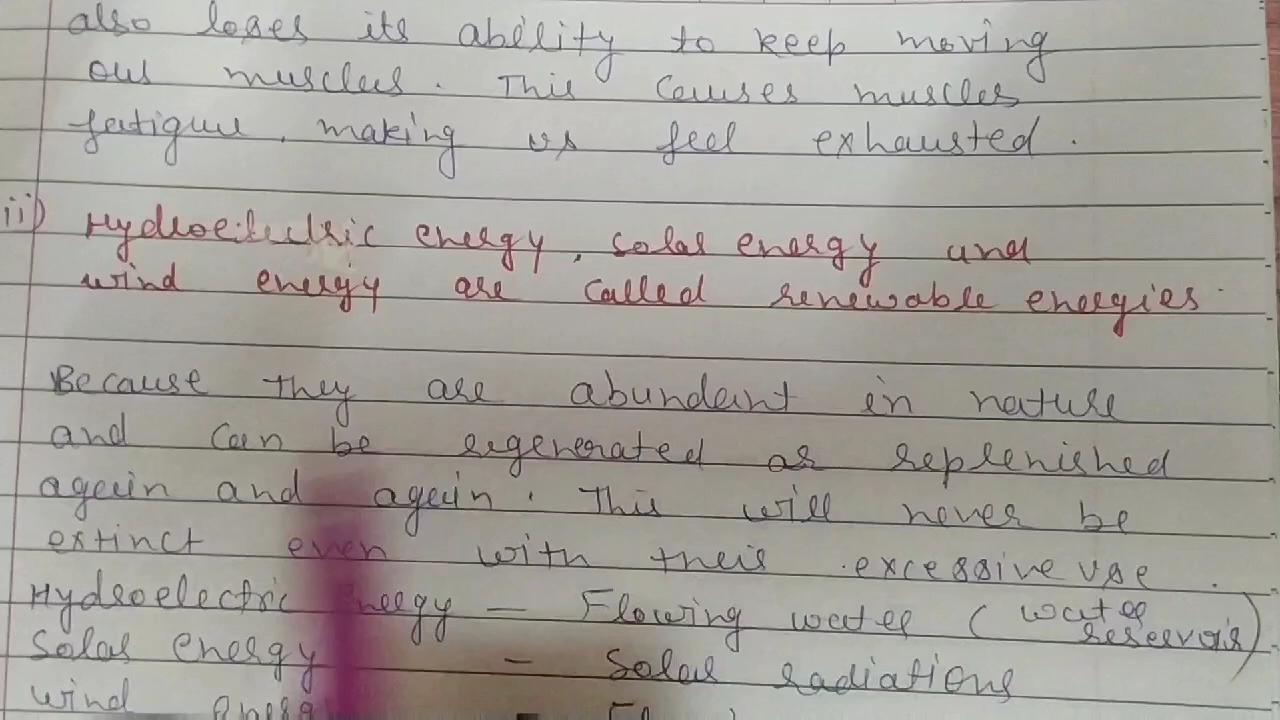 also loses its ability to keep moving
our muscles. This causes muscles
fatigue, making us feel exhausted.
ii) Hydroelectric energy, solar energy and
wind energy are called renewable energies.
Because they are abundant in nature
and can be regenerated or replenished
again and again. This will never be
extinct even with their excessive use.
Hydroelectric Energy - Flowing water (water
reservoir)
Solar energy - Solar radiations
wind energ